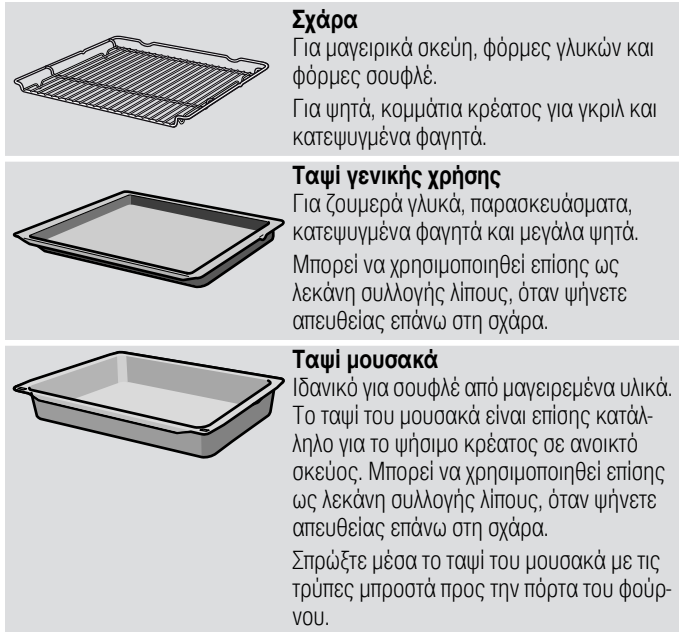 Σχάρα
Για μαγειρικά σκεύη, φόρμες γλυκών και
φόρμες σουφλέ.
Για ψητά, κομμάτια κρέατος για γκριλ και
κατεψυγμένα φαγητά.
Ταψί γενικής χρήσης
Για ζουμερά γλυκά, παρασκευάσματα,
κατεψυγμένα φαγητά και μεγάλα ψητά.
Μπορεί να χρησιμοποιηθεί επίσης ως
λεκάνη συλλογής λίπους, όταν ψήνετε
απευθείας επάνω στη σχάρα.
Ταψί μουσακά
Ιδανικό για σουφλέ από μαγειρεμένα υλικά.
Το ταψί του μουσακά είναι επίσης κατάλ-
ληλο για το ψήσιμο κρέατος σε ανοικτό
σκεύος. Μπορεί να χρησιμοποιηθεί επίσης
ως λεκάνη συλλογής λίπους, όταν ψήνετε
απευθείας επάνω στη σχάρα.
Σπρώξτε μέσα το ταψί του μουσακά με τις
τρύπες μπροστά προς την πόρτα του φούρ-
νου.